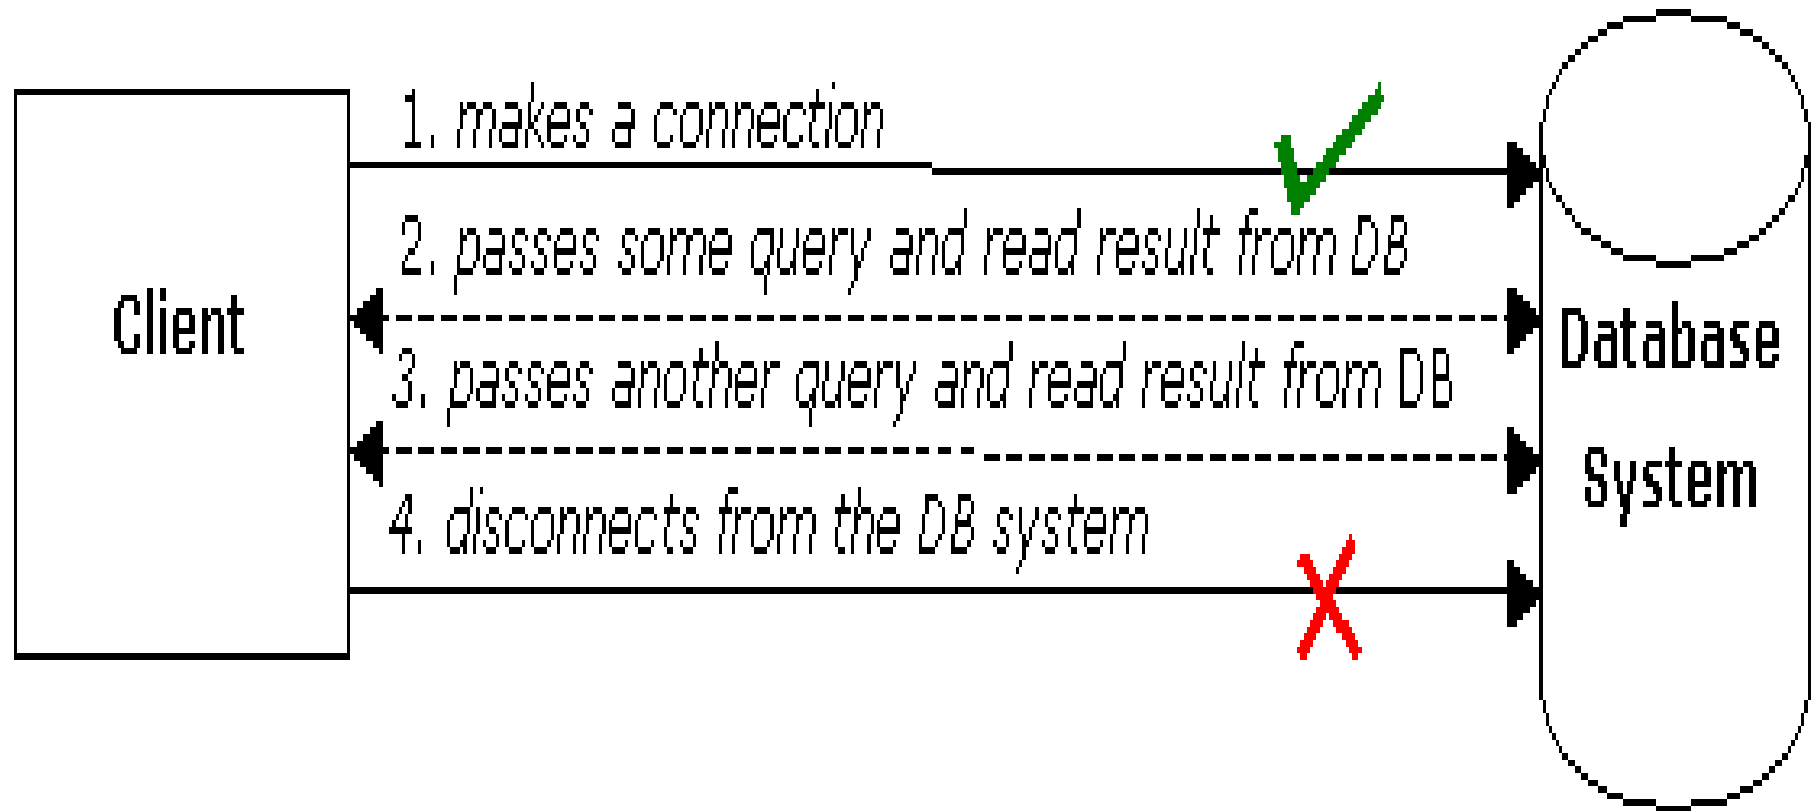 1. makes a connection
2. passes some query and read result from DB
Client
3. passes another query and read result from DB
4. disconnects from the DB system
Database
System